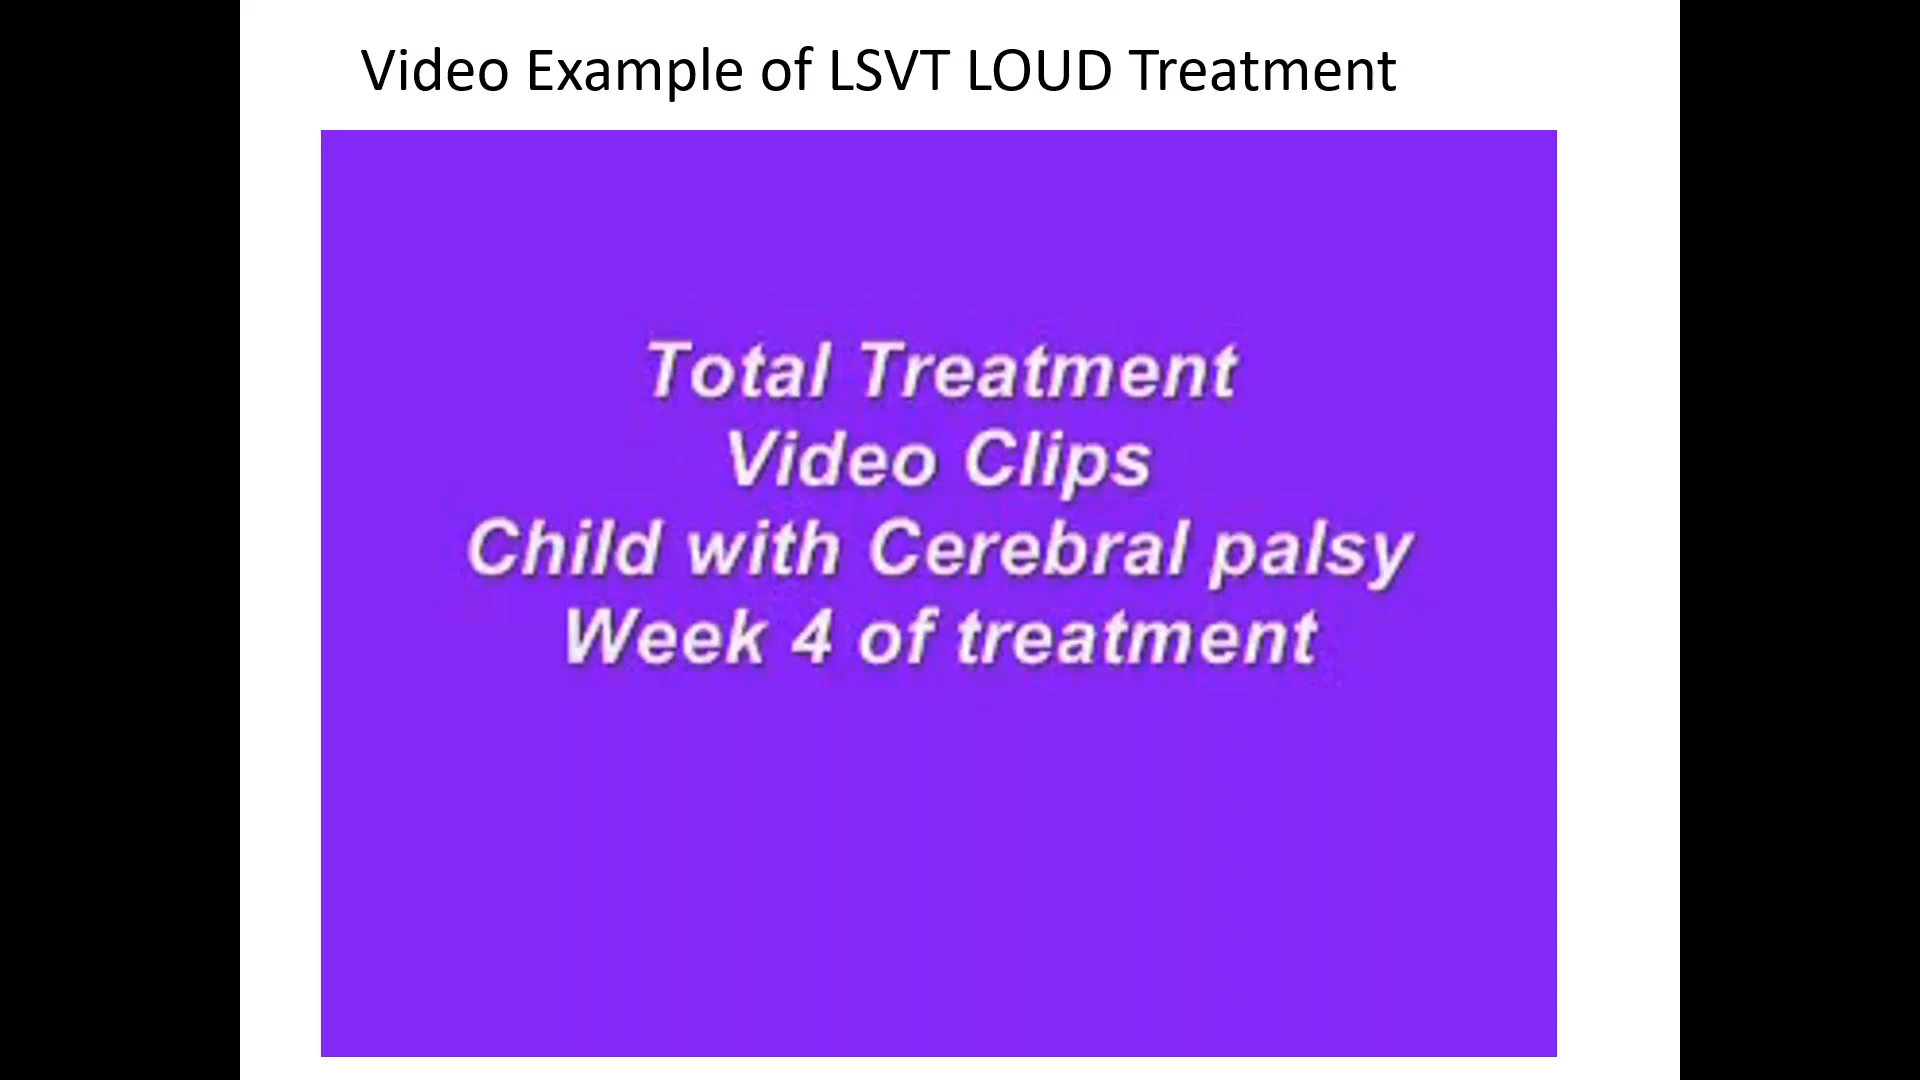 Video Example of LSVT LOUD Treatment
Total Treatment
Video Clips
Child with Cerebral palsy
Week 4 of treatment